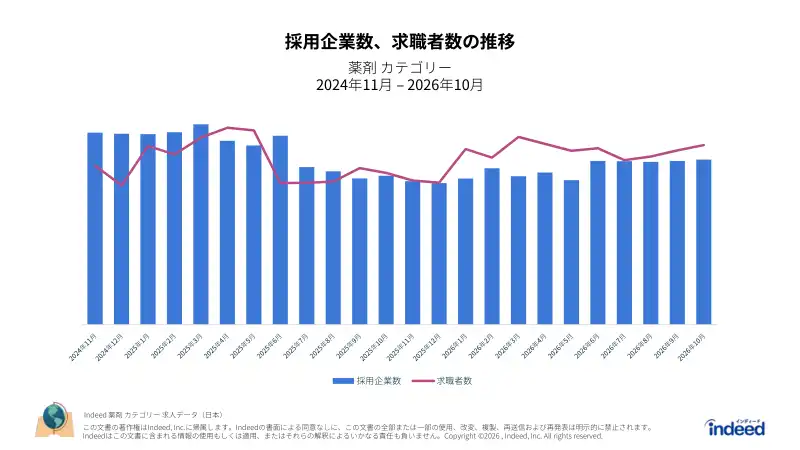 採用企業数、求職者数の推移
薬剤 カテゴリー
2024年11月 – 2026年10月
2024年11月
2024年12月
2025年1月
2025年2月
2025年3月
2025年4月
2025年5月
2025年6月
2025年7月
2025年8月
2025年9月
2025年10月
2025年11月
2025年12月
2026年1月
2026年2月
2026年3月
2026年4月
2026年5月
2026年6月
2026年7月
2026年8月
2026年9月
2026年10月
採用企業数 求職者数
Indeed 薬剤 カテゴリー 求人データ（日本）
この文書の著作権はIndeed, Inc.に帰属します。Indeedの書面による同意なしに、この文書の全部または一部の使用、改変、複製、再送信および再発表は明示的に禁止されます。
Indeedはこの文書に含まれる情報の使用もしくは適用、またはそれらの解釈によるいかなる責任も負いません。Copyright ©2026 , Indeed, Inc. All rights reserved.
インディード
indeed